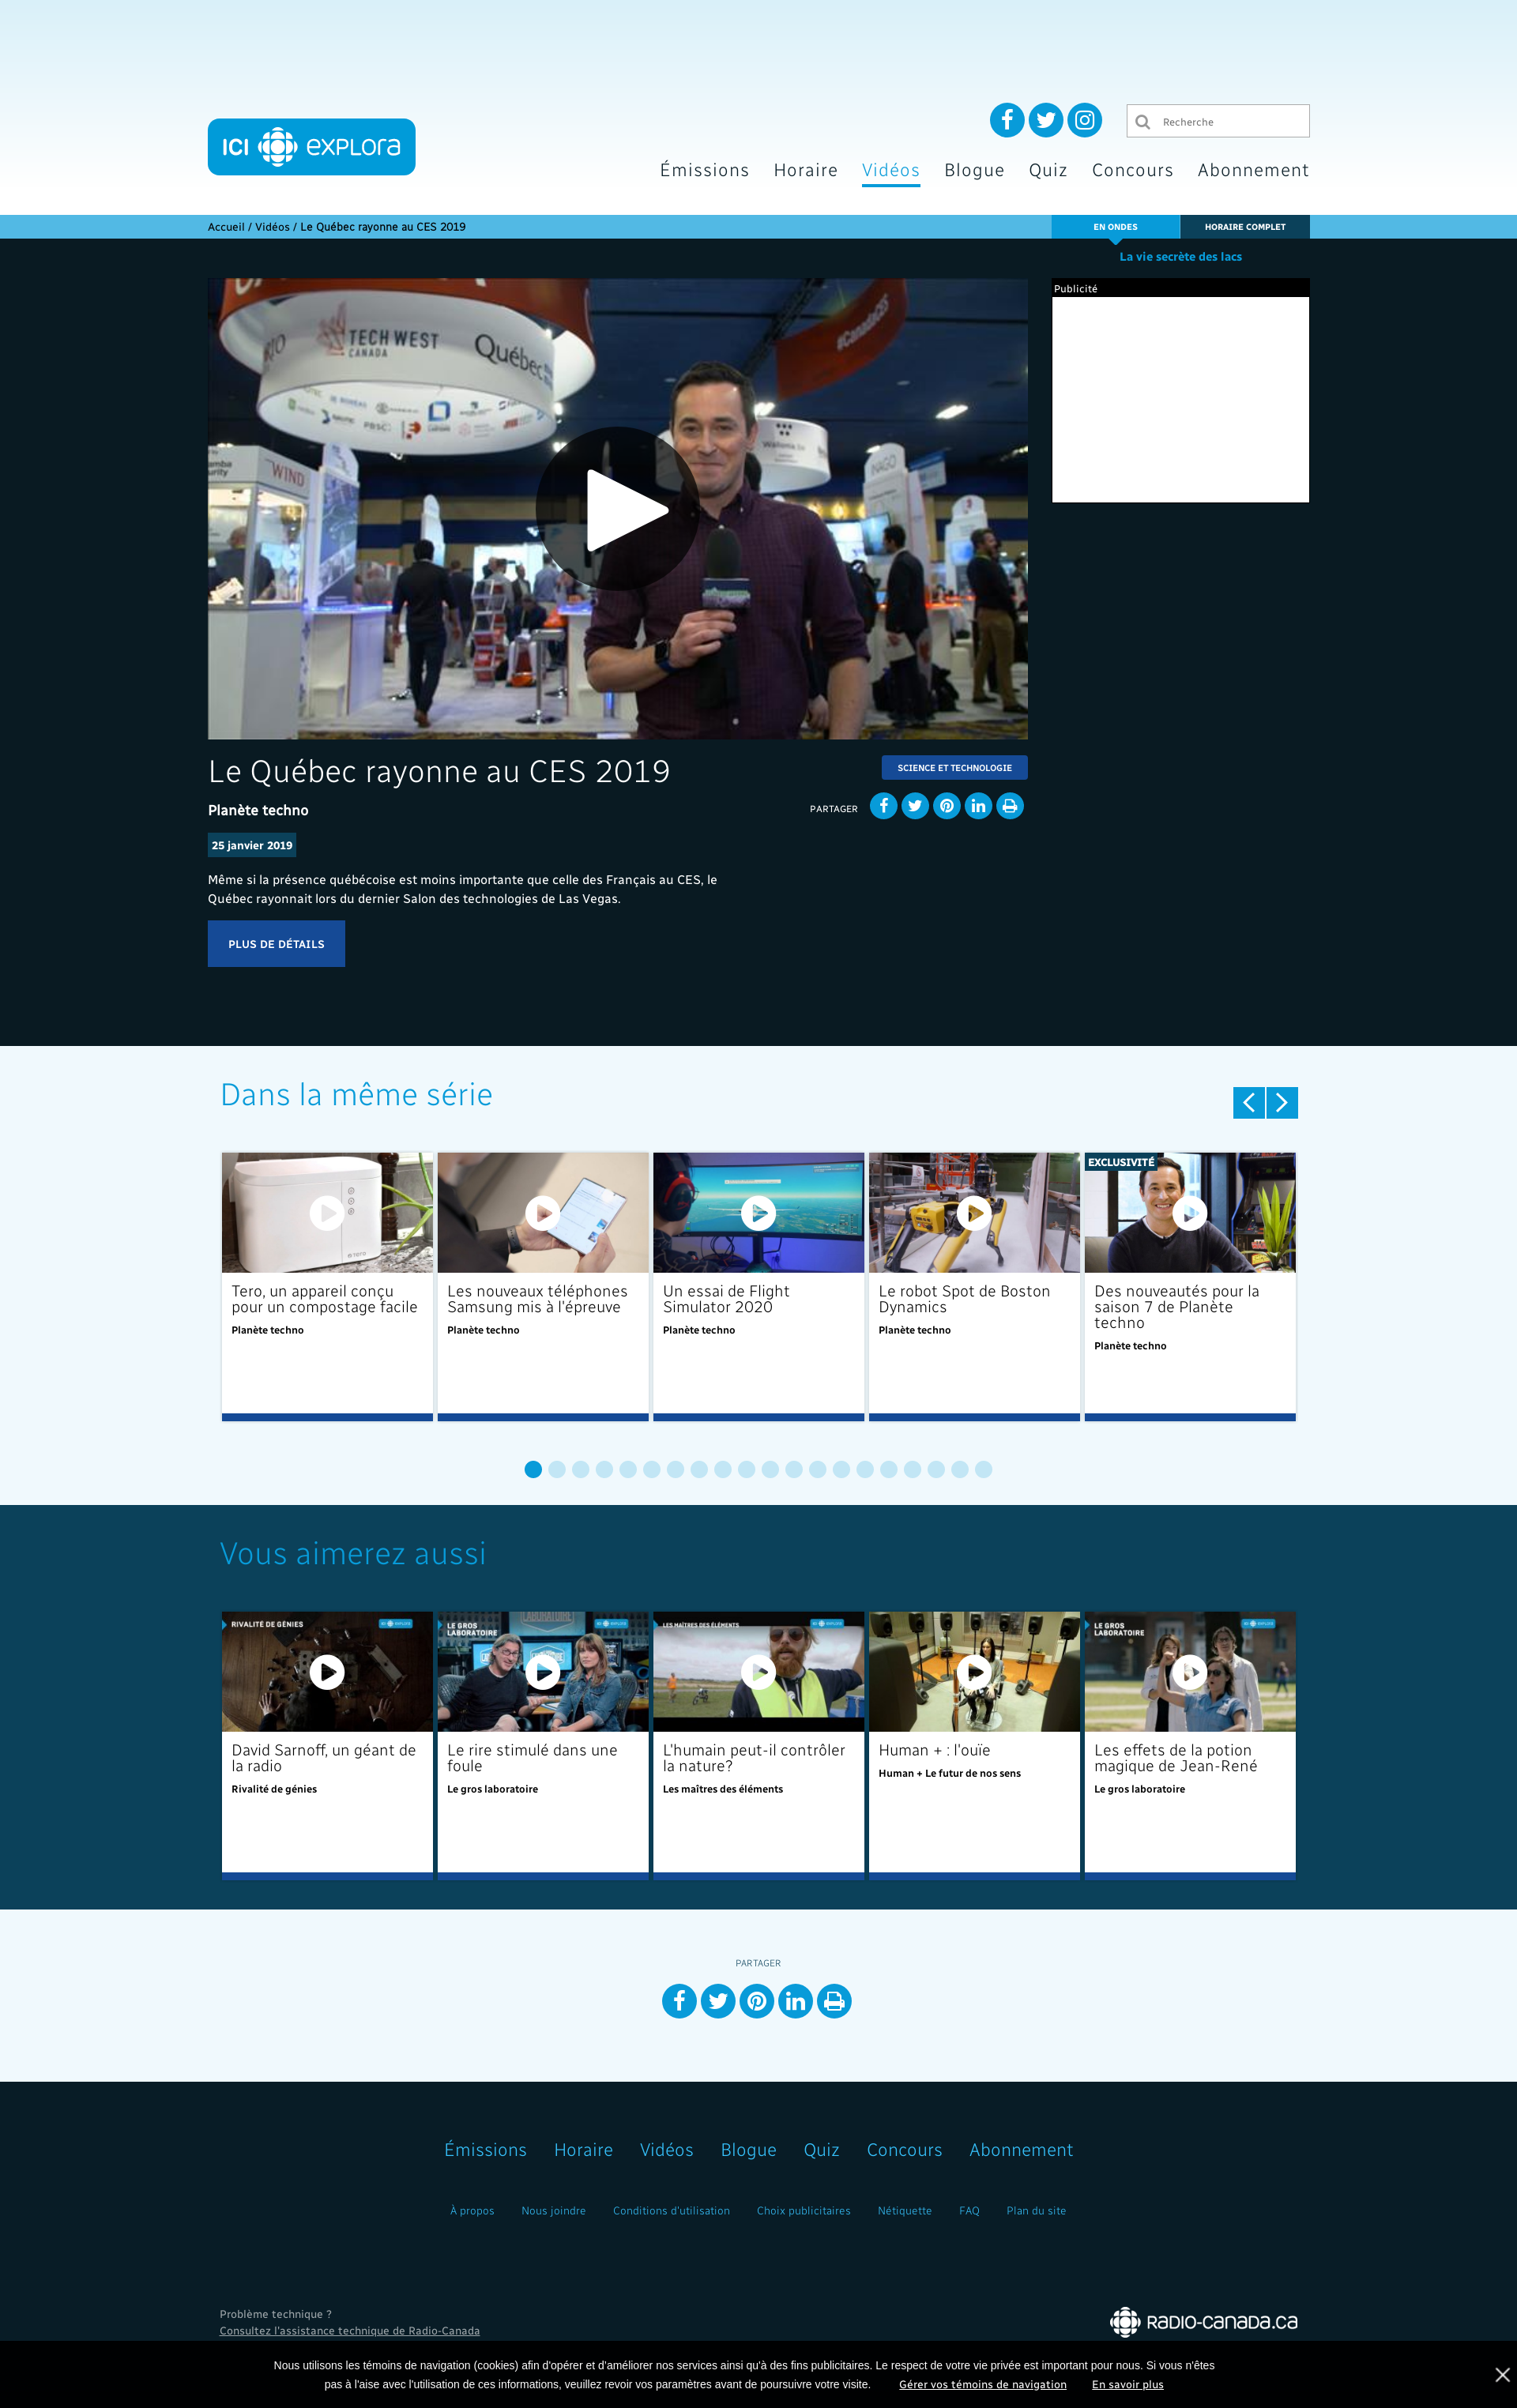 ICI explora
Recherche
Émissions Horaire Vidéos Blogue Quiz Concours Abonnement
Accueil / Vidéos / Le Québec rayonne au CES 2019
EN ONDES
HORAIRE COMPLET
La vie secrète des lacs
Publicité
TECH WEST
CANADA
Québec
#CanadaCES
WIND
Le Québec rayonne au CES 2019
SCIENCE ET TECHNOLOGIE
Planète techno
PARTAGER
25 janvier 2019
Même si la présence québécoise est moins importante que celle des Français au CES, le
Québec rayonnait lors du dernier Salon des technologies de Las Vegas.
PLUS DE DÉTAILS
Dans la même série
EXCLUSIVITÉ
Tero, un appareil conçu
pour un compostage facile
Planète techno
Les nouveaux téléphones
Samsung mis à l'épreuve
Planète techno
Un essai de Flight
Simulator 2020
Planète techno
Le robot Spot de Boston
Dynamics
Planète techno
Des nouveautés pour la
saison 7 de Planète
techno
Planète techno
Vous aimerez aussi
RIVALITÉ DE GÉNIES
David Sarnoff, un géant de
la radio
Rivalité de génies
LE GROS
LABORATOIRE
Le rire stimulé dans une
foule
Le gros laboratoire
LES MAÎTRES DES ÉLÉMENTS
L'humain peut-il contrôler
la nature?
Les maîtres des éléments
Human + : l'ouïe
Human + Le futur de nos sens
LE GROS
LABORATOIRE
Les effets de la potion
magique de Jean-René
Le gros laboratoire
PARTAGER
Émissions Horaire Vidéos Blogue Quiz Concours Abonnement
À propos Nous joindre Conditions d'utilisation Choix publicitaires Nétiquette FAQ Plan du site
Problème technique ?
Consultez l'assistance technique de Radio-Canada
RADIO-CANADA.CA
Nous utilisons les témoins de navigation (cookies) afin d'opérer et d'améliorer nos services ainsi qu'à des fins publicitaires. Le respect de votre vie privée est important pour nous. Si vous n'êtes
pas à l'aise avec l'utilisation de ces informations, veuillez revoir vos paramètres avant de poursuivre votre visite. Gérer vos témoins de navigation En savoir plus